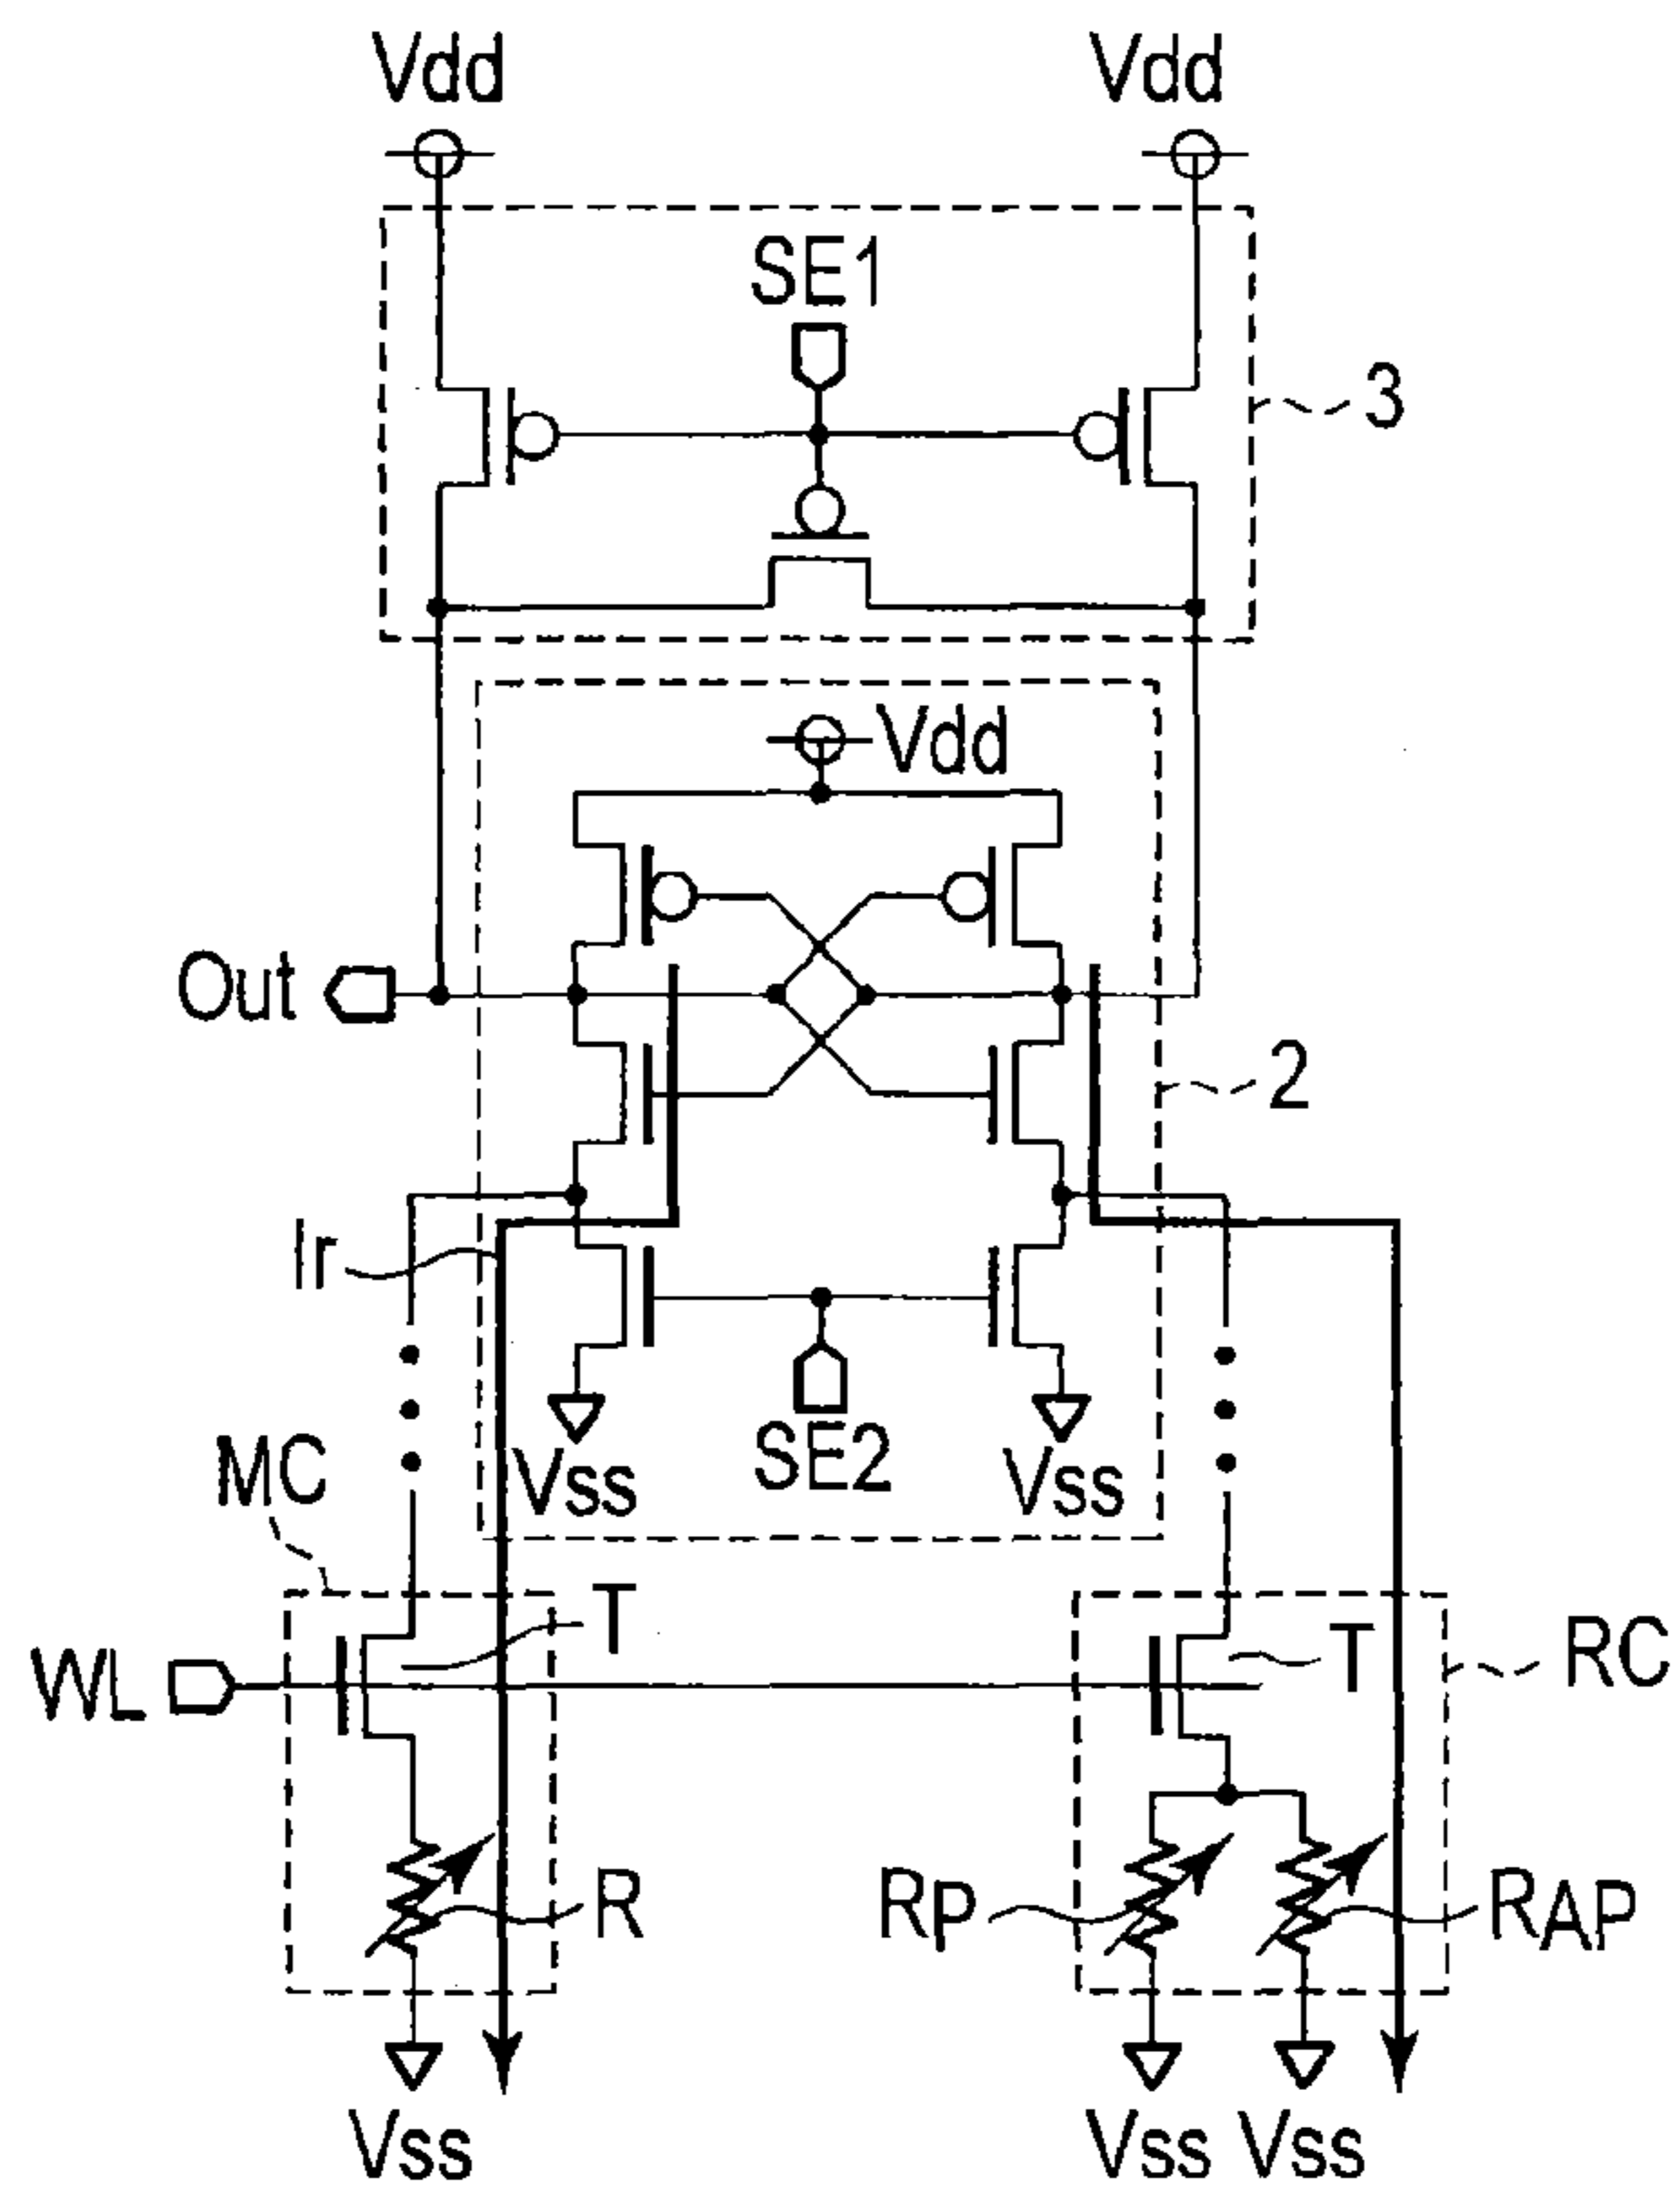 Vdd Vdd
SE1
3
Vdd
Out
2
Ir
SE2
Vss Vss
MC
T
WL
T
RC
R
RP
RAP
Vss
Vss Vss